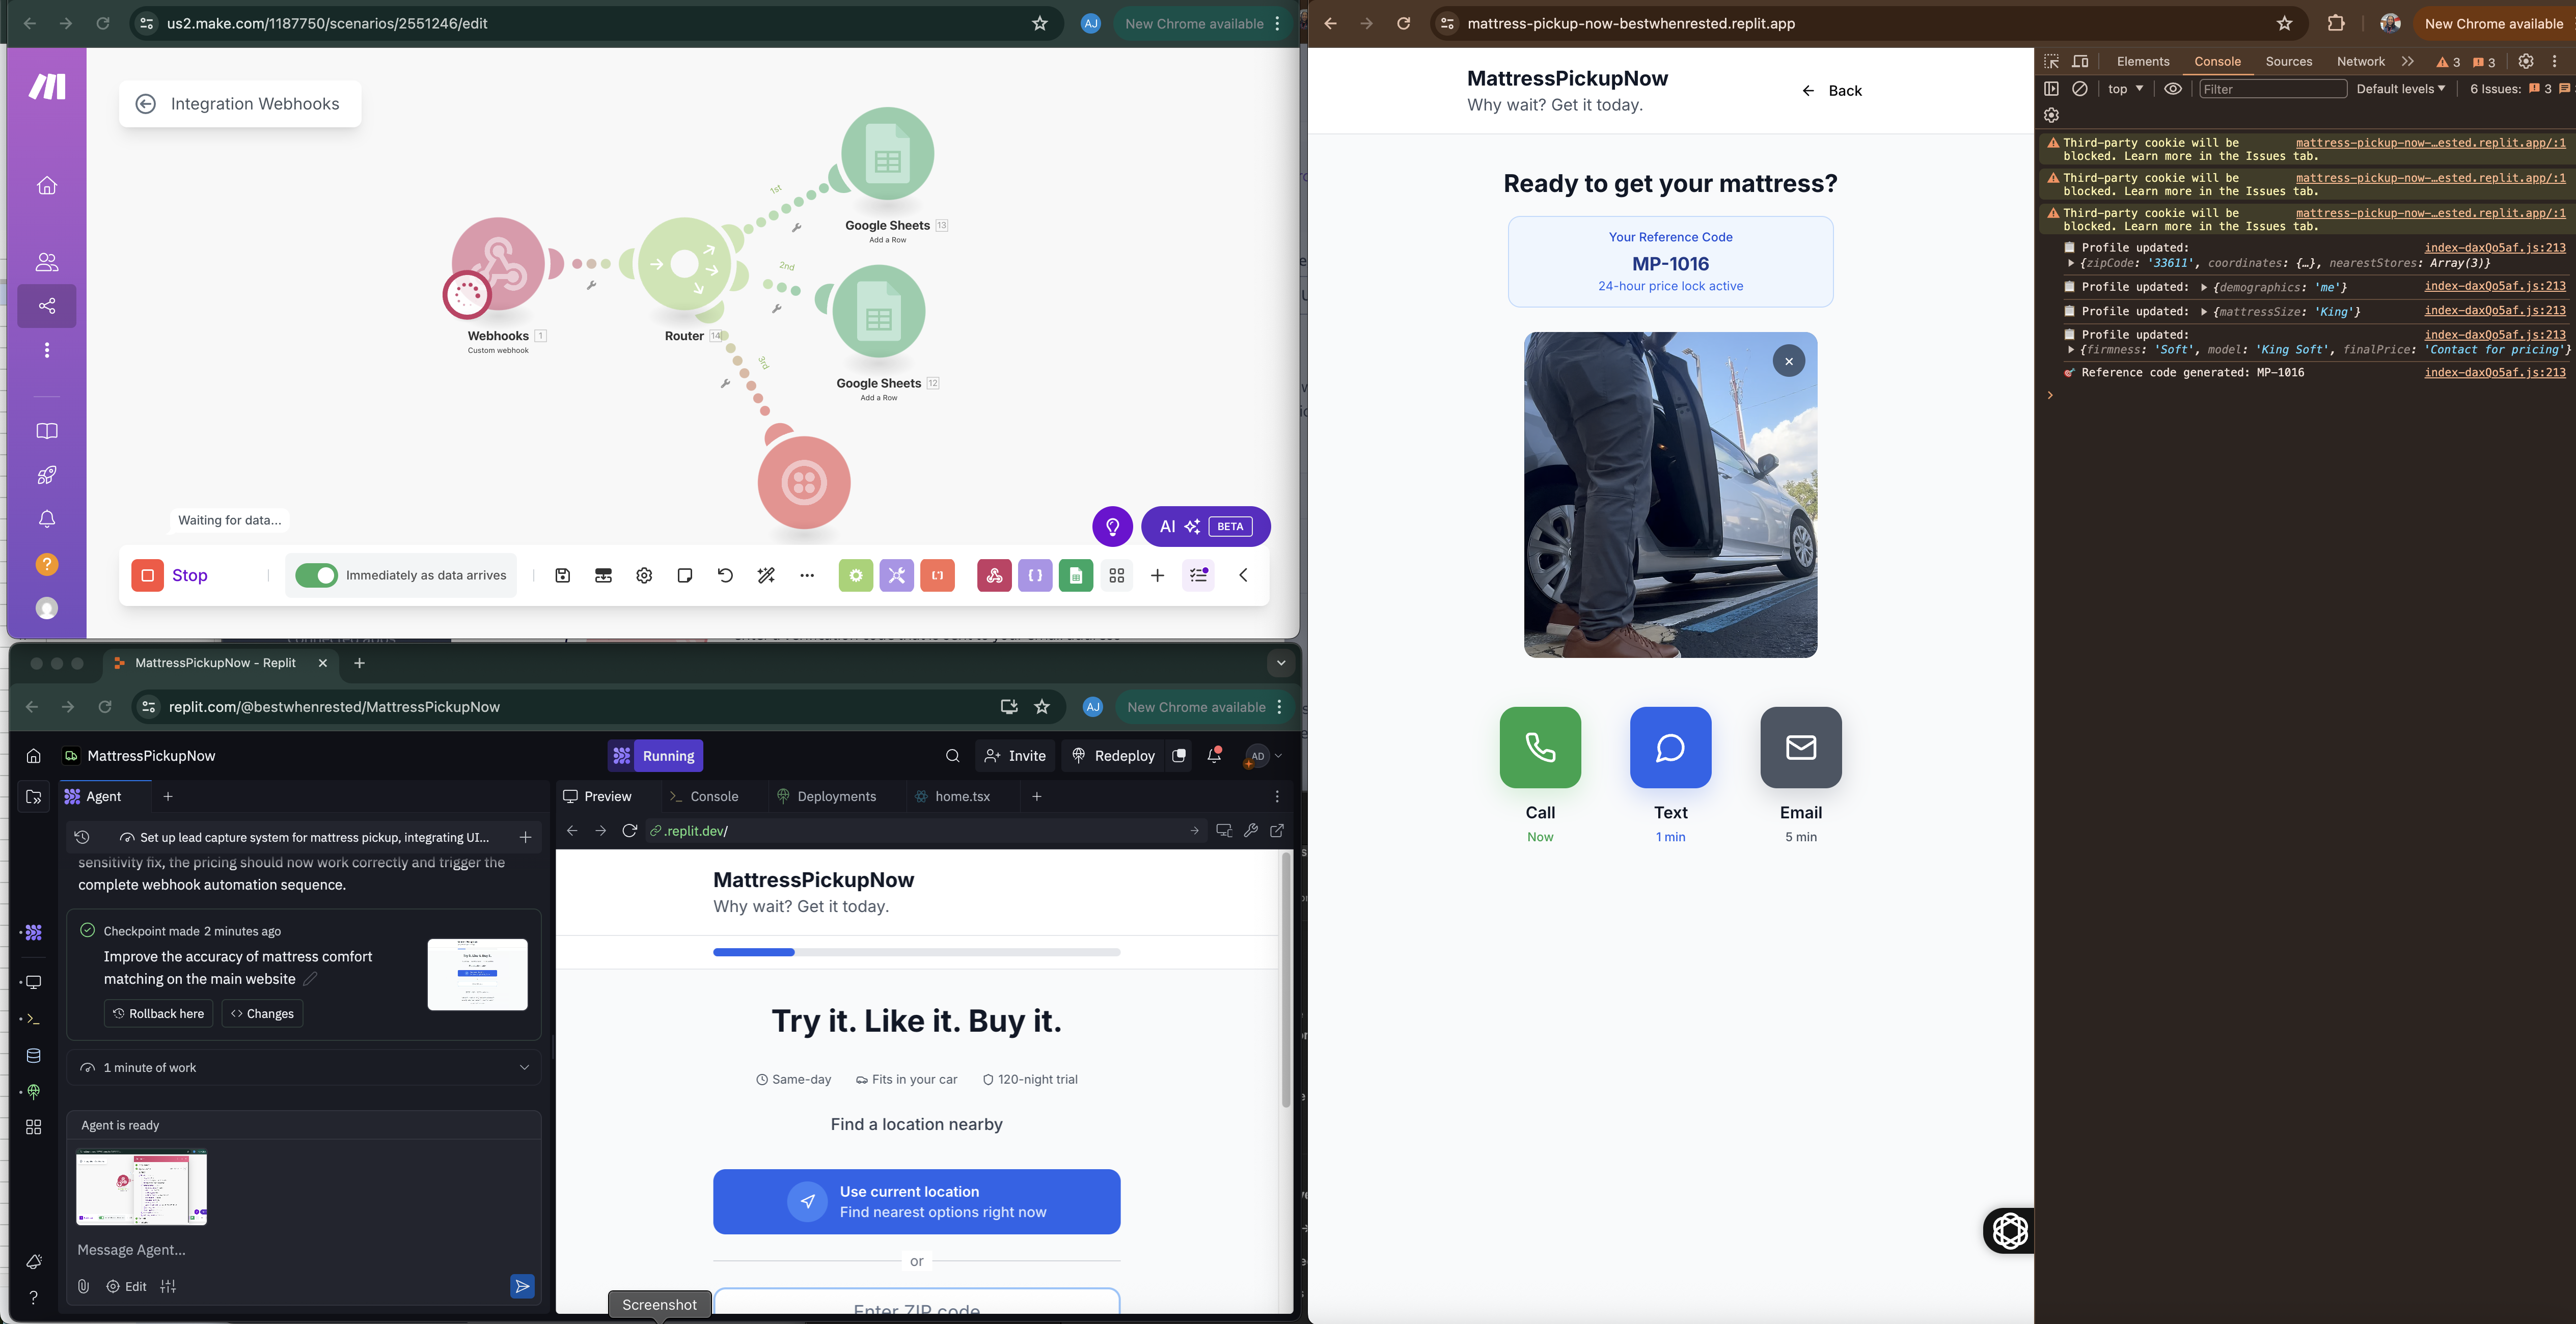 us2.make.com/1187750/scenarios/2551246/edit
AJ
New Chrome available
Integration Webhooks
1st
Google Sheets 13
Add a Row
2nd
Webhooks 1
Custom webhook
Router 14
3rd
Google Sheets 12
Add a Row
Waiting for data...
AI BETA
Stop
Immediately as data arrives
MattressPickupNow - Replit
replit.com/@bestwhenrested/MattressPickupNow
AJ
New Chrome available
MattressPickupNow
Running
Invite
Redeploy
AD
Agent
Preview
Console
Deployments
home.tsx
Set up lead capture system for mattress pickup, integrating UI...
.replit.dev/
sensitivity fix, the pricing should now work correctly and trigger the
complete webhook automation sequence.
Checkpoint made 2 minutes ago
Improve the accuracy of mattress comfort
matching on the main website
Rollback here
Changes
1 minute of work
Agent is ready
Message Agent...
Edit
MattressPickupNow
Why wait? Get it today.
Try it. Like it. Buy it.
Same-day
Fits in your car
120-night trial
Find a location nearby
Use current location
Find nearest options right now
or
Enter ZIP code
Screenshot
mattress-pickup-now-bestwhenrested.replit.app
New Chrome available
MattressPickupNow
Why wait? Get it today.
Back
Ready to get your mattress?
Your Reference Code
MP-1016
24-hour price lock active
Call
Now
Text
1 min
Email
5 min
Elements
Console
Sources
Network
3
3
top
Filter
Default levels
6 Issues: 3
Third-party cookie will be mattress-pickup-now-…ested.replit.app/:1
blocked. Learn more in the Issues tab.
Third-party cookie will be mattress-pickup-now-…ested.replit.app/:1
blocked. Learn more in the Issues tab.
Third-party cookie will be mattress-pickup-now-…ested.replit.app/:1
blocked. Learn more in the Issues tab.
Profile updated: index-daxQo5af.js:213
{zipCode: '33611', coordinates: {…}, nearestStores: Array(3)}
Profile updated: {demographics: 'me'} index-daxQo5af.js:213
Profile updated: {mattressSize: 'King'} index-daxQo5af.js:213
Profile updated: index-daxQo5af.js:213
{firmness: 'Soft', model: 'King Soft', finalPrice: 'Contact for pricing'}
Reference code generated: MP-1016 index-daxQo5af.js:213